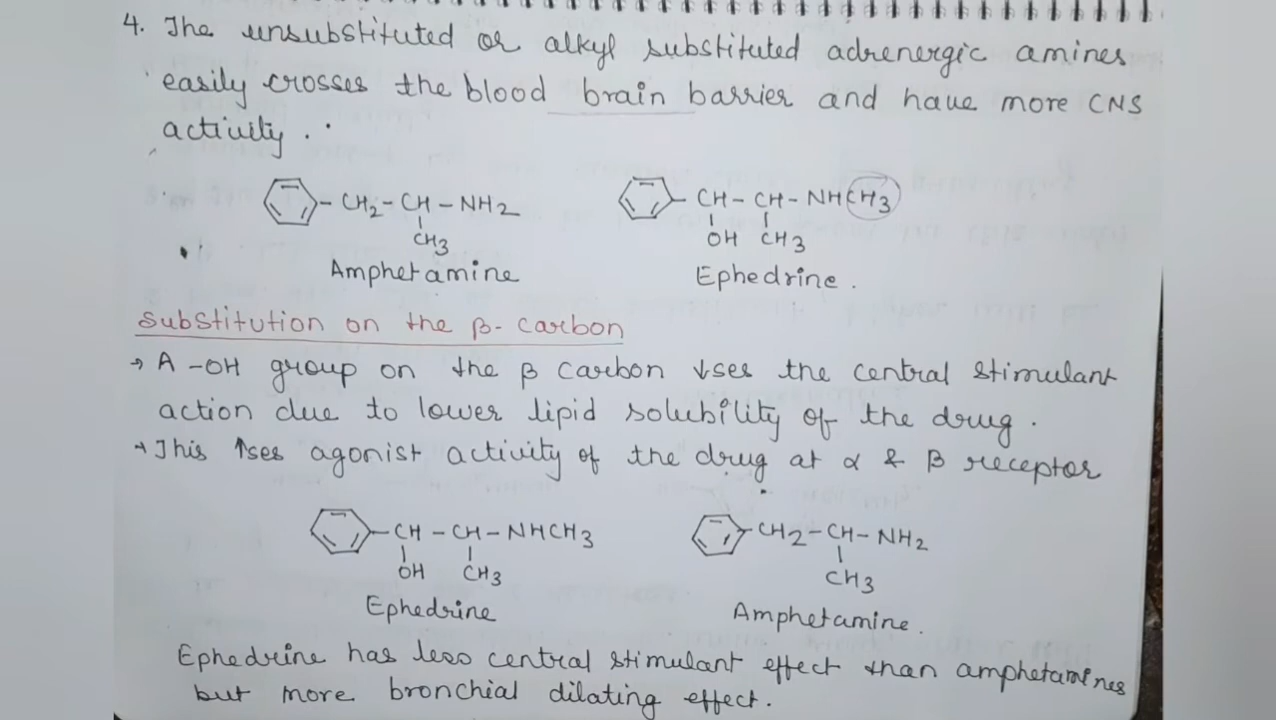 4. The unsubstituted or alkyl substituted adrenergic amines
easily crosses the blood brain barrier and have more CNS
activity.
- CH2 - CH - NH2
CH3
Amphetamine
CH - CH - NHCH3
OH CH3
Ephedrine.
Substitution on the β- carbon
→ A -OH group on the β carbon ↓ses the central stimulant
action due to lower lipid solubility of the drug.
→ This ↑ses agonist activity of the drug at α & β receptor
CH - CH - NHCH3
OH CH3
Ephedrine
CH2 - CH - NH2
CH3
Amphetamine.
Ephedrine has less central stimulant effect than amphetamines
but more bronchial dilating effect.